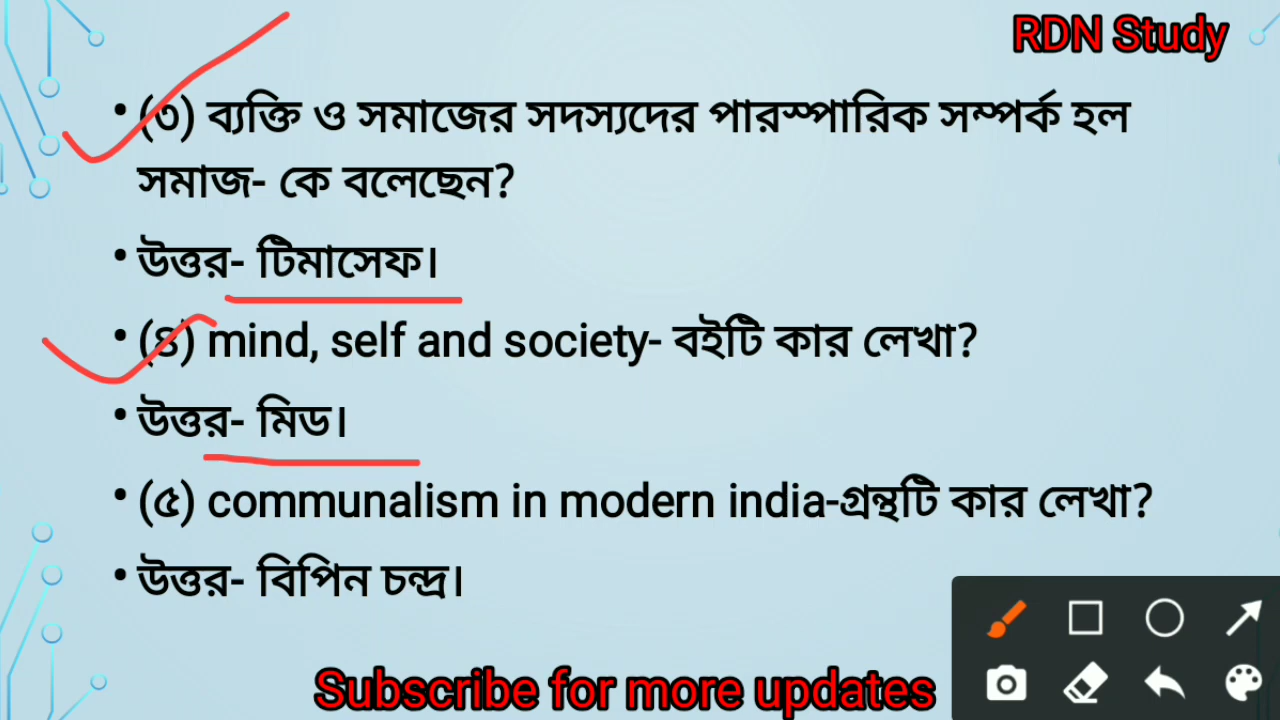 RDN Study
• (৩) ব্যক্তি ও সমাজের সদস্যদের পারস্পারিক সম্পর্ক হল
সমাজ- কে বলেছেন?
• উত্তর- টিমাসেফ।
• (৪) mind, self and society- বইটি কার লেখা?
• উত্তর- মিড।
• (৫) communalism in modern india-গ্রন্থটি কার লেখা?
• উত্তর- বিপিন চন্দ্র।
Subscribe for more updates